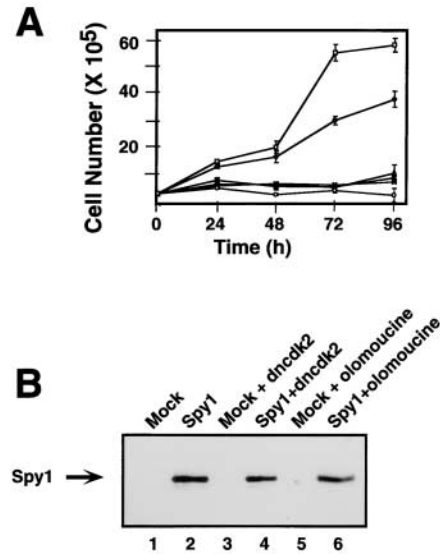 A
Cell Number (X 10⁵)
60
40
20
0 24 48 72 96
Time (h)
B
Mock
Spy1
Mock + dncdk2
Spy1+dncdk2
Mock + olomoucine
Spy1+olomoucine
Spy1
1 2 3 4 5 6